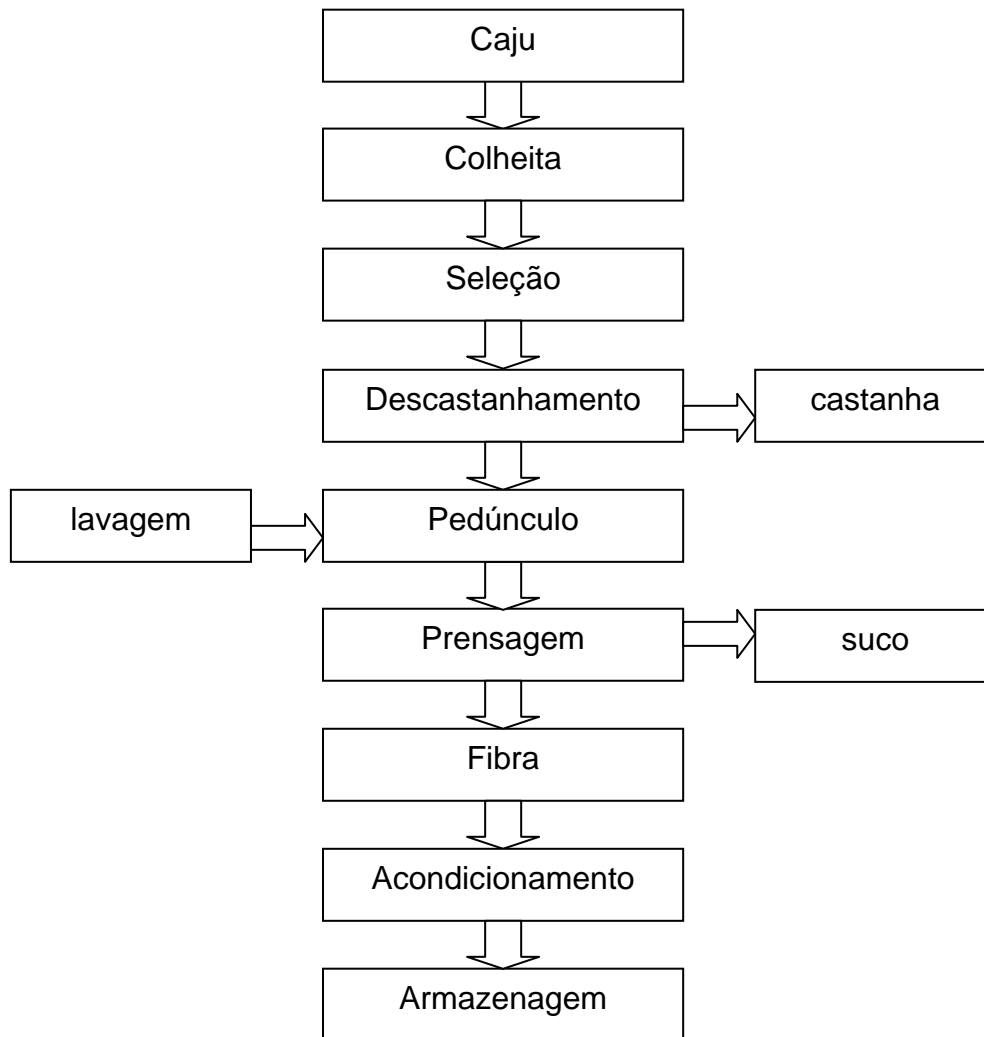 Caju
Colheita
Seleção
Descastanhamento
castanha
lavagem
Pedúnculo
Prensagem
suco
Fibra
Acondicionamento
Armazenagem